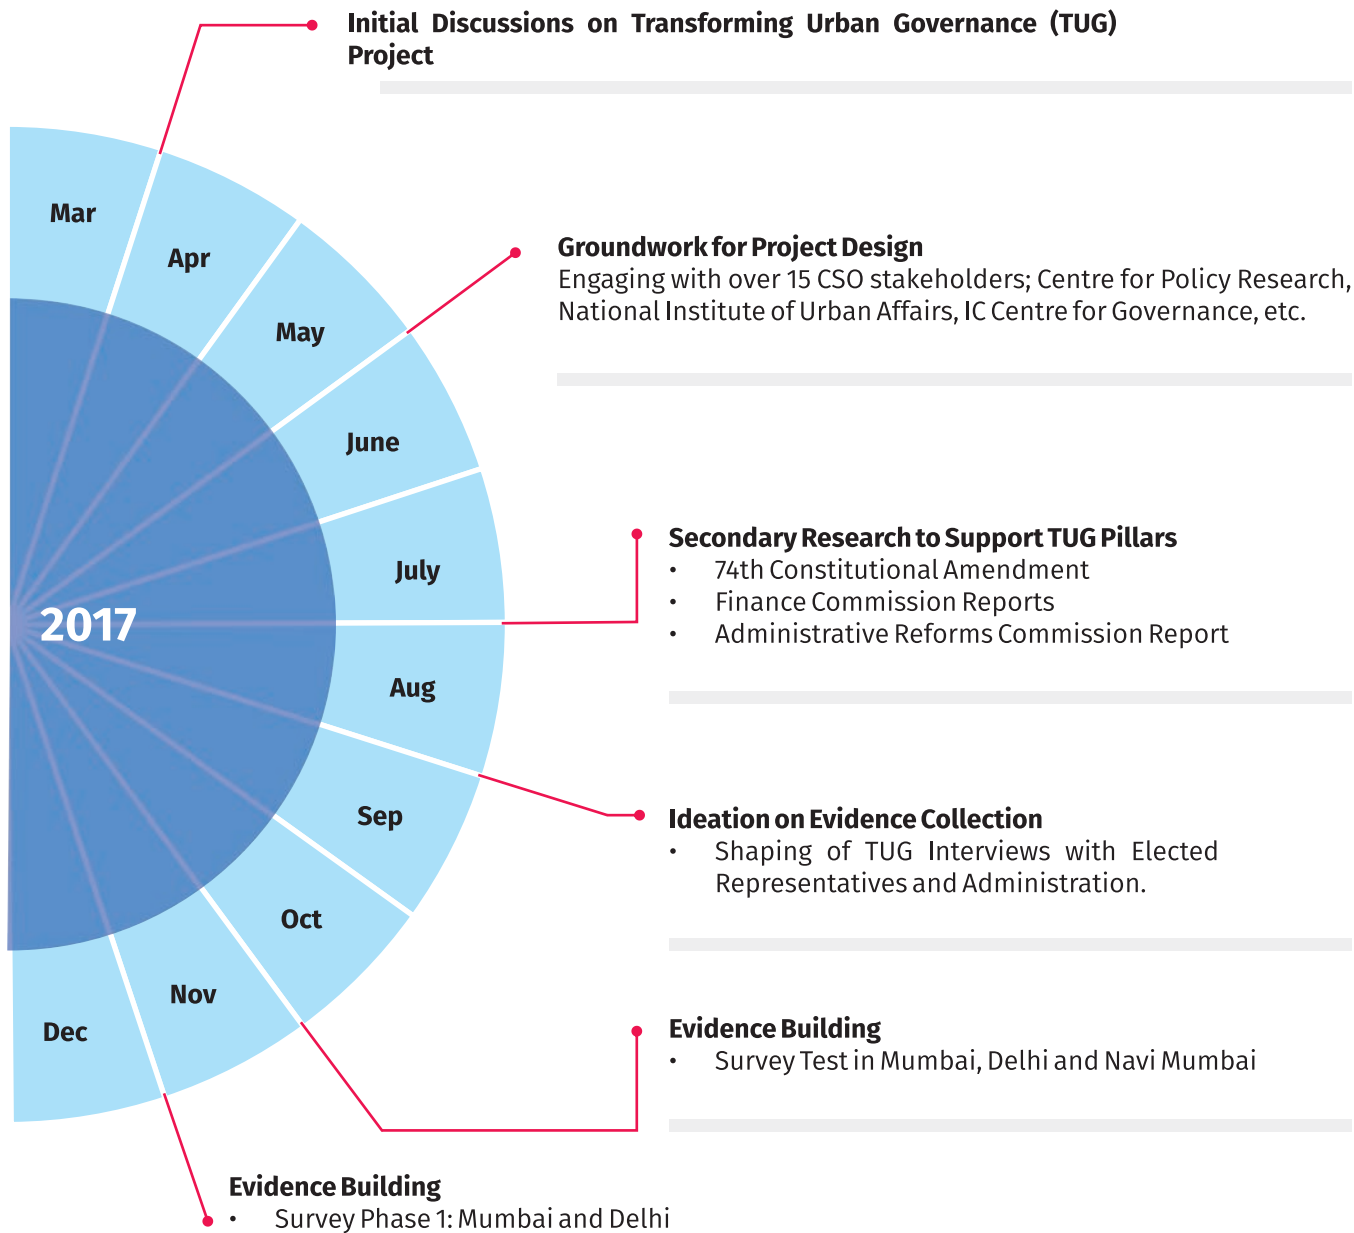 Initial Discussions on Transforming Urban Governance (TUG)
Project
Mar
Apr
May
June
July
2017
Aug
Sep
Oct
Nov
Dec
Groundwork for Project Design
Engaging with over 15 CSO stakeholders; Centre for Policy Research,
National Institute of Urban Affairs, IC Centre for Governance, etc.
Secondary Research to Support TUG Pillars
• 74th Constitutional Amendment
• Finance Commission Reports
• Administrative Reforms Commission Report
Ideation on Evidence Collection
• Shaping of TUG Interviews with Elected
Representatives and Administration.
Evidence Building
• Survey Test in Mumbai, Delhi and Navi Mumbai
Evidence Building
• Survey Phase 1: Mumbai and Delhi